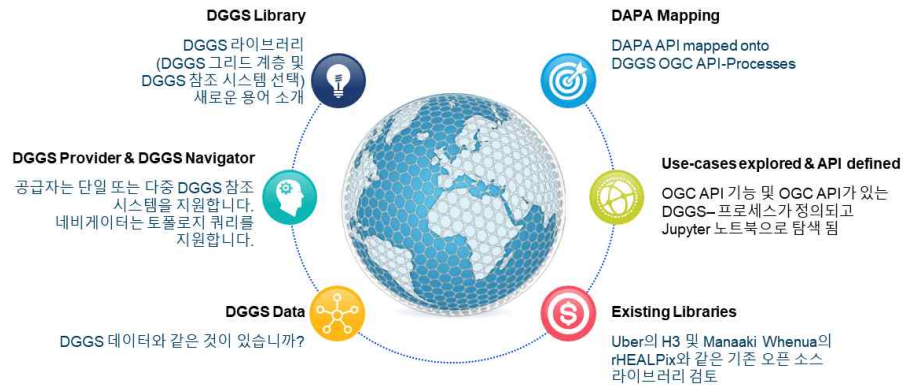 DGGS Library
DGGS 라이브러리
(DGGS 그리드 계층 및
DGGS 참조 시스템 선택)
새로운 용어 소개
DGGS Provider & DGGS Navigator
공급자는 단일 또는 다중 DGGS 참조
시스템을 지원합니다.
네비게이터는 토폴로지 쿼리를
지원합니다.
DGGS Data
DGGS 데이터와 같은 것이 있습니까?
DAPA Mapping
DAPA API mapped onto
DGGS OGC API-Processes
Use-cases explored & API defined
OGC API 기능 및 OGC API가 있는
DGGS– 프로세스가 정의되고
Jupyter 노트북으로 탐색 됨
Existing Libraries
Uber의 H3 및 Manaaki Whenua의
rHEALPix와 같은 기존 오픈 소스
라이브러리 검토